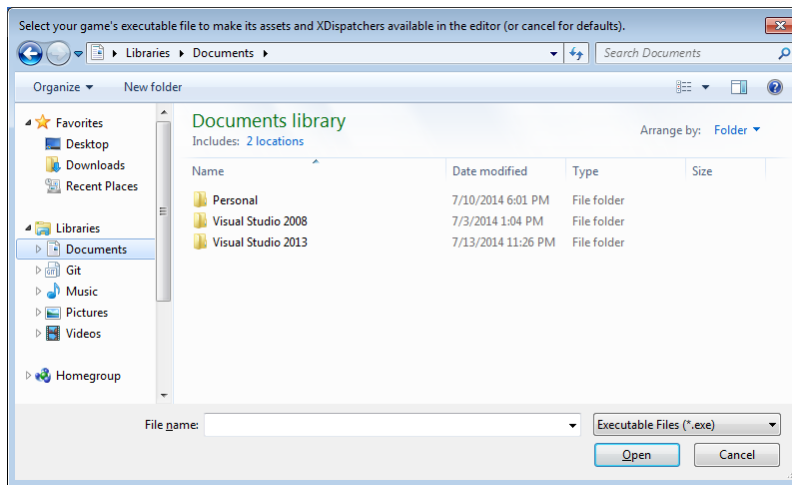 Select your game's executable file to make its assets and XDispatchers available in the editor (or cancel for defaults).
Libraries Documents
Search Documents
Organize New folder
Favorites
Desktop
Downloads
Recent Places
Libraries
Documents
Git
Music
Pictures
Videos
Homegroup
Documents library
Includes: 2 locations
Arrange by: Folder
Name Date modified Type Size
Personal 7/10/2014 6:01 PM File folder
Visual Studio 2008 7/3/2014 1:04 PM File folder
Visual Studio 2013 7/13/2014 11:26 PM File folder
File name: Executable Files (*.exe)
Open Cancel